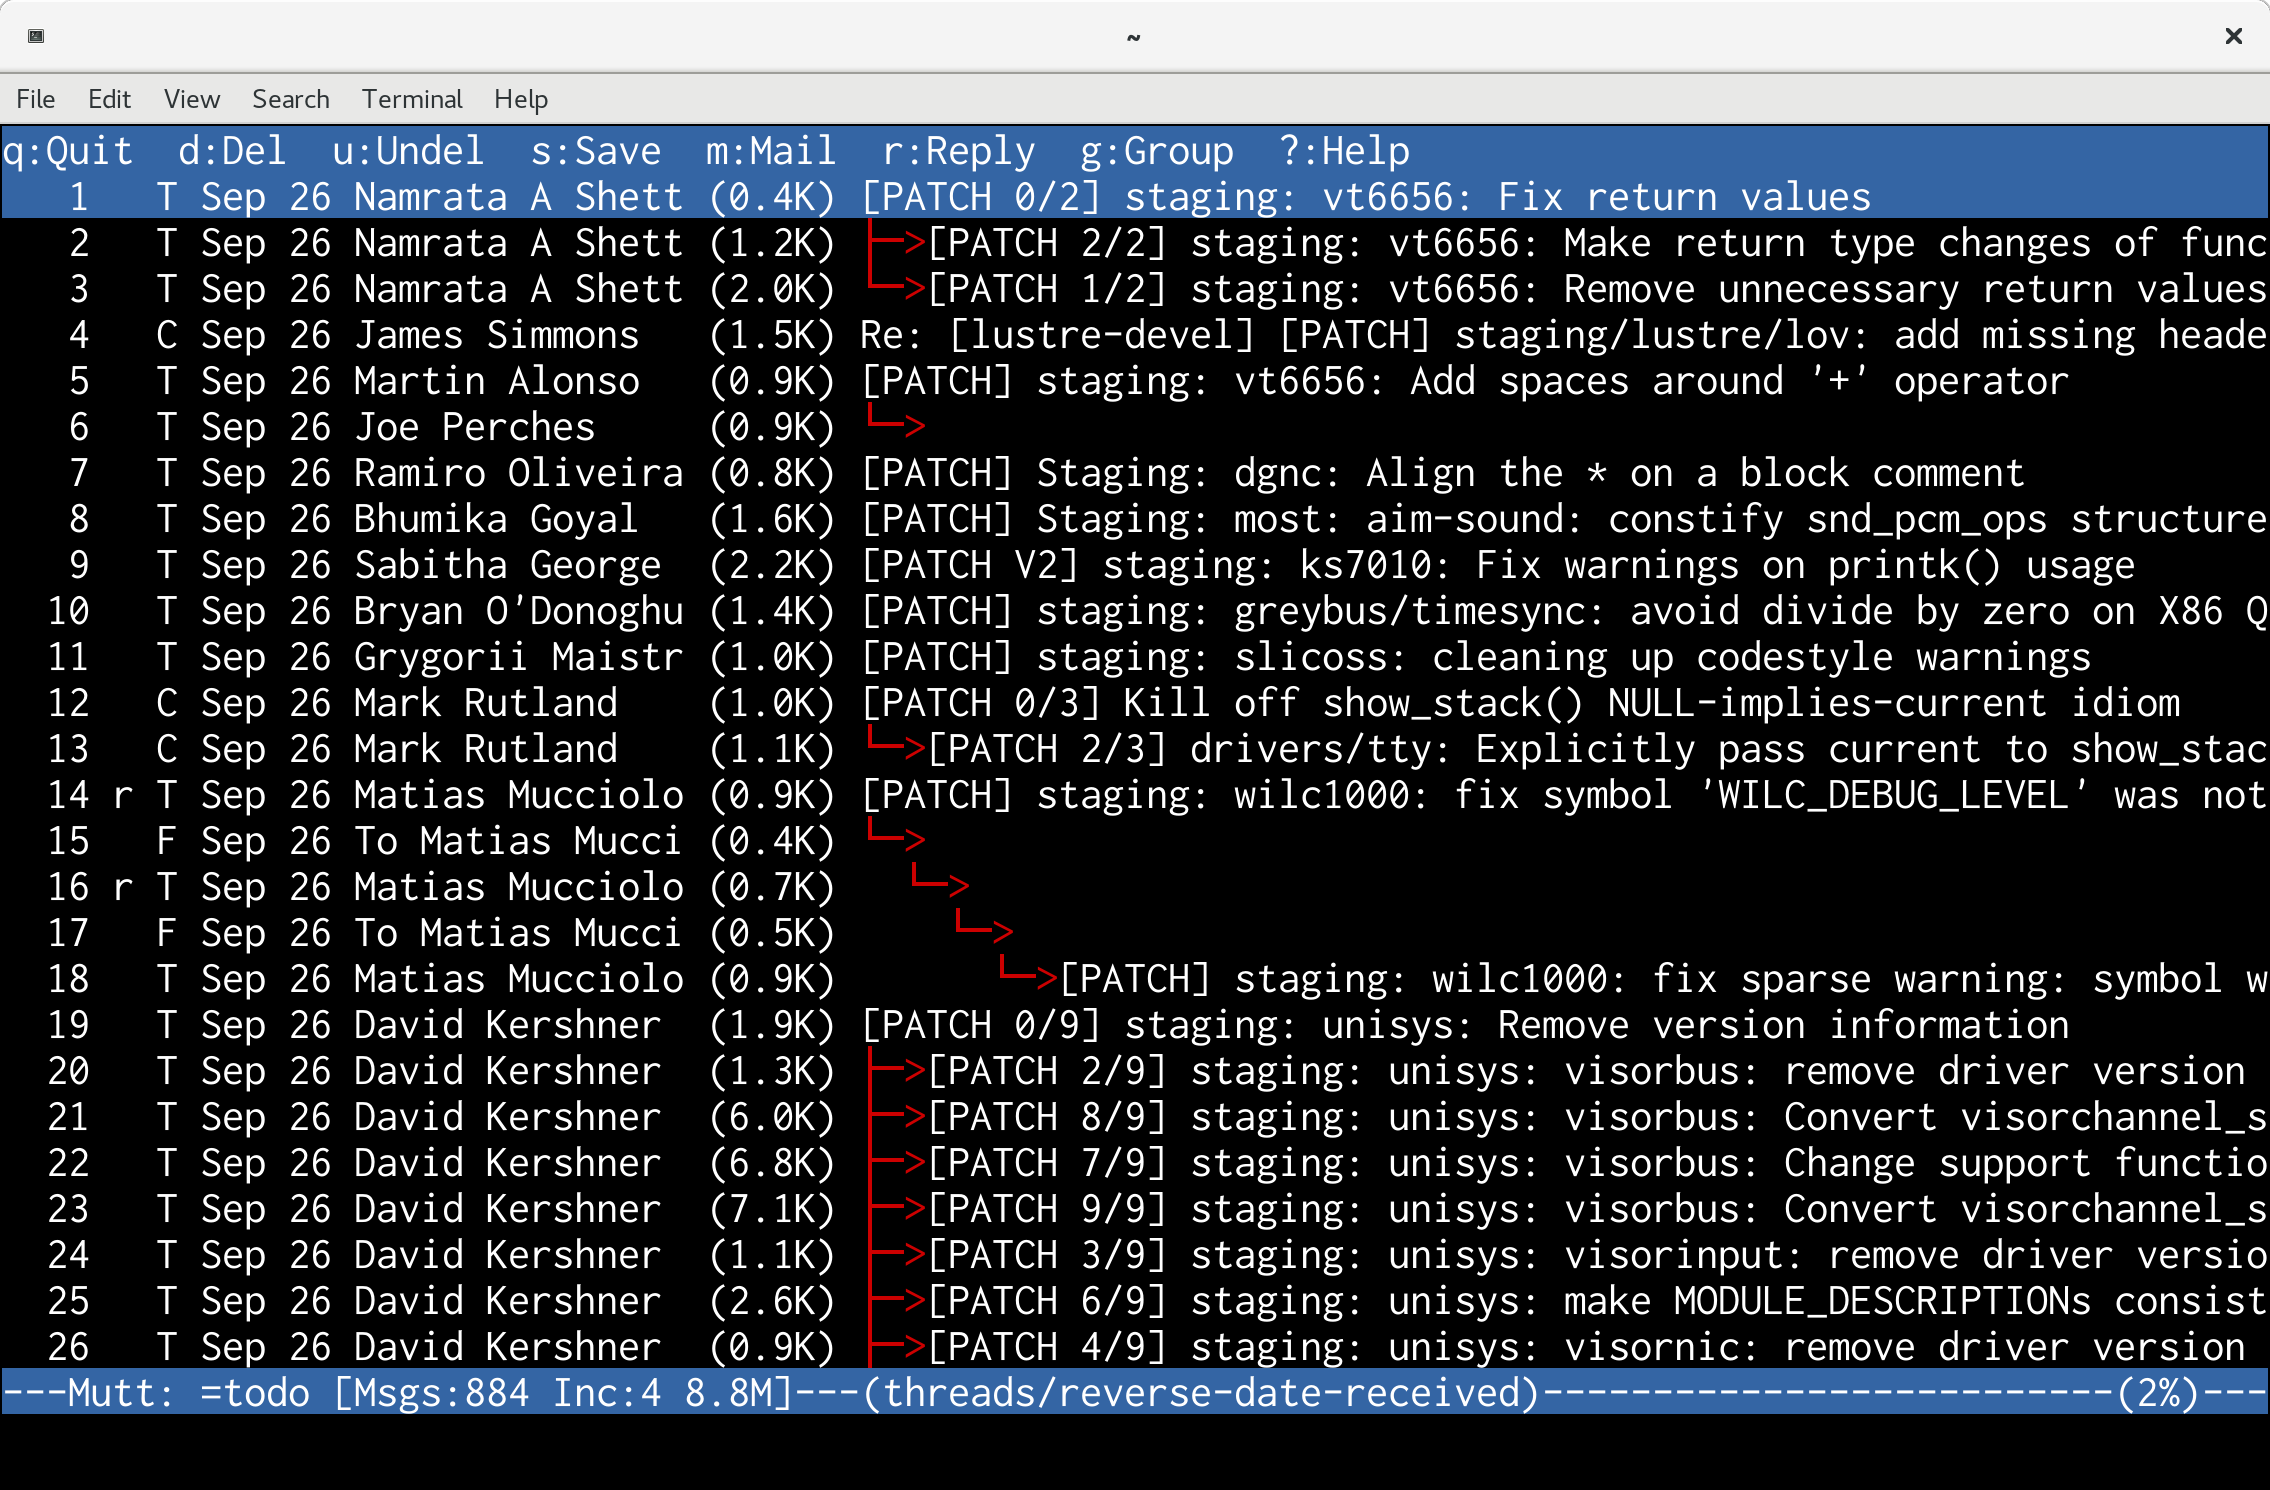 ~
File Edit View Search Terminal Help
q:Quit  d:Del  u:Undel  s:Save  m:Mail  r:Reply  g:Group  ?:Help
1   T Sep 26 Namrata A Shett (0.4K) [PATCH 0/2] staging: vt6656: Fix return values
2   T Sep 26 Namrata A Shett (1.2K) ├─>[PATCH 2/2] staging: vt6656: Make return type changes of func
3   T Sep 26 Namrata A Shett (2.0K) └─>[PATCH 1/2] staging: vt6656: Remove unnecessary return values
4   C Sep 26 James Simmons   (1.5K) Re: [lustre-devel] [PATCH] staging/lustre/lov: add missing heade
5   T Sep 26 Martin Alonso   (0.9K) [PATCH] staging: vt6656: Add spaces around '+' operator
6   T Sep 26 Joe Perches     (0.9K) └─>
7   T Sep 26 Ramiro Oliveira (0.8K) [PATCH] Staging: dgnc: Align the * on a block comment
8   T Sep 26 Bhumika Goyal   (1.6K) [PATCH] Staging: most: aim-sound: constify snd_pcm_ops structure
9   T Sep 26 Sabitha George  (2.2K) [PATCH V2] staging: ks7010: Fix warnings on printk() usage
10   T Sep 26 Bryan O'Donoghu (1.4K) [PATCH] staging: greybus/timesync: avoid divide by zero on X86 Q
11   T Sep 26 Grygorii Maistr (1.0K) [PATCH] staging: slicoss: cleaning up codestyle warnings
12   C Sep 26 Mark Rutland    (1.0K) [PATCH 0/3] Kill off show_stack() NULL-implies-current idiom
13   C Sep 26 Mark Rutland    (1.1K) └─>[PATCH 2/3] drivers/tty: Explicitly pass current to show_stac
14 r T Sep 26 Matias Mucciolo (0.9K) [PATCH] staging: wilc1000: fix symbol 'WILC_DEBUG_LEVEL' was not
15   F Sep 26 To Matias Mucci (0.4K) └─>
16 r T Sep 26 Matias Mucciolo (0.7K)   └─>
17   F Sep 26 To Matias Mucci (0.5K)     └─>
18   T Sep 26 Matias Mucciolo (0.9K)       └─>[PATCH] staging: wilc1000: fix sparse warning: symbol w
19   T Sep 26 David Kershner  (1.9K) [PATCH 0/9] staging: unisys: Remove version information
20   T Sep 26 David Kershner  (1.3K) ├─>[PATCH 2/9] staging: unisys: visorbus: remove driver version
21   T Sep 26 David Kershner  (6.0K) ├─>[PATCH 8/9] staging: unisys: visorbus: Convert visorchannel_s
22   T Sep 26 David Kershner  (6.8K) ├─>[PATCH 7/9] staging: unisys: visorbus: Change support functio
23   T Sep 26 David Kershner  (7.1K) ├─>[PATCH 9/9] staging: unisys: visorbus: Convert visorchannel_s
24   T Sep 26 David Kershner  (1.1K) ├─>[PATCH 3/9] staging: unisys: visorinput: remove driver versio
25   T Sep 26 David Kershner  (2.6K) ├─>[PATCH 6/9] staging: unisys: make MODULE_DESCRIPTIONs consist
26   T Sep 26 David Kershner  (0.9K) ├─>[PATCH 4/9] staging: unisys: visornic: remove driver version
---Mutt: =todo [Msgs:884 Inc:4 8.8M]---(threads/reverse-date-received)--------------------------(2%)---